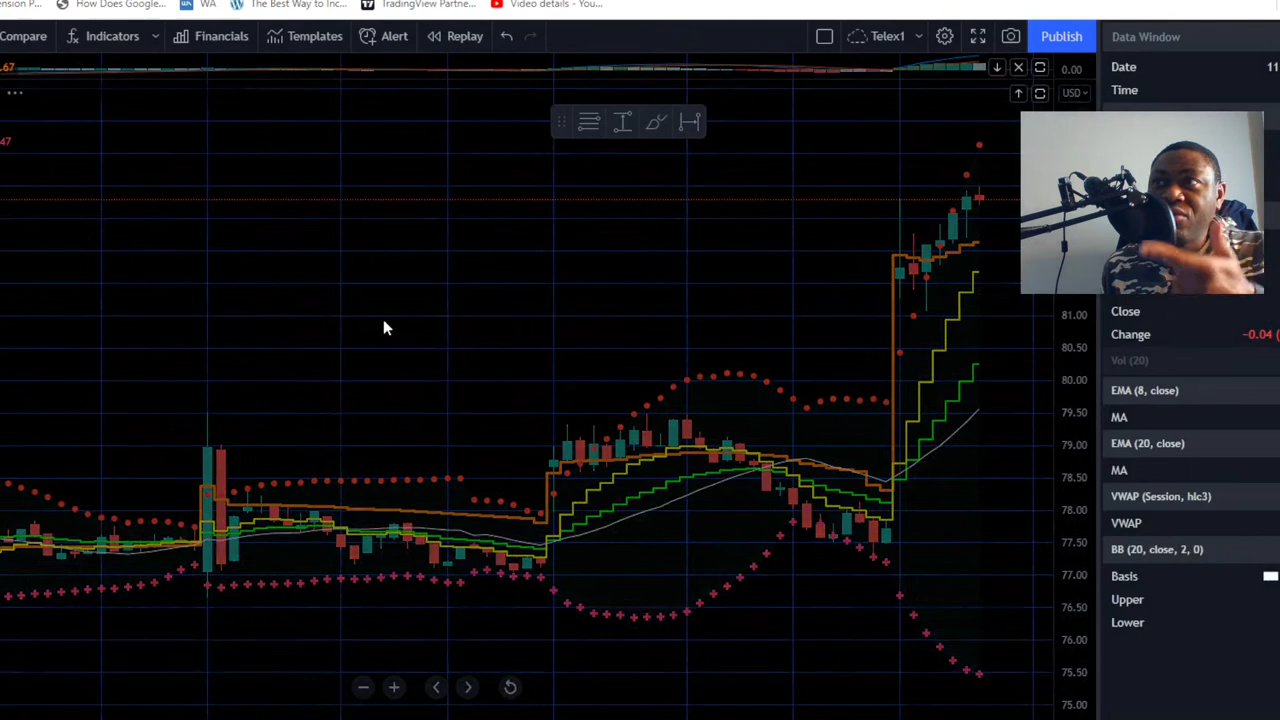 ension P...
How Does Google...
WA
The Best Way to Inc...
17 TradingView Partne...
Video details - You...
Compare
Indicators
Financials
Templates
Alert
Replay
Telex1
Publish
Data Window
.67
0.00
Date 11
USD
Time
47
81.00
Close
Change −0.04 (
80.50
Vol (20)
80.00
EMA (8, close)
79.50
MA
79.00
EMA (20, close)
MA
78.50
VWAP (Session, hlc3)
78.00
VWAP
77.50
BB (20, close, 2, 0)
77.00
Basis
76.50
Upper
Lower
76.00
75.50
75.00